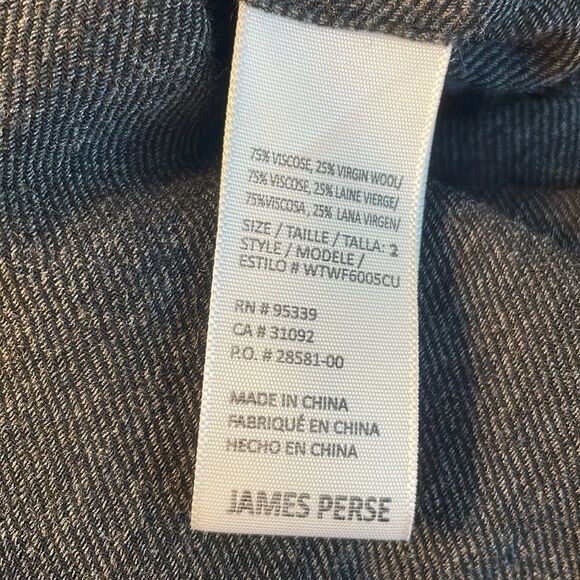 75% VISCOSE, 25% VIRGIN WOOL/
75% VISCOSE, 25% LAINE VIERGE/
75%VISCOSA , 25% LANA VIRGEN/
SIZE / TAILLE / TALLA: 2
STYLE / MODELE /
ESTILO # WTWF6005CU
RN # 95339
CA # 31092
P.O. # 28581-00
MADE IN CHINA
FABRIQUÉ EN CHINA
HECHO EN CHINA
JAMES PERSE